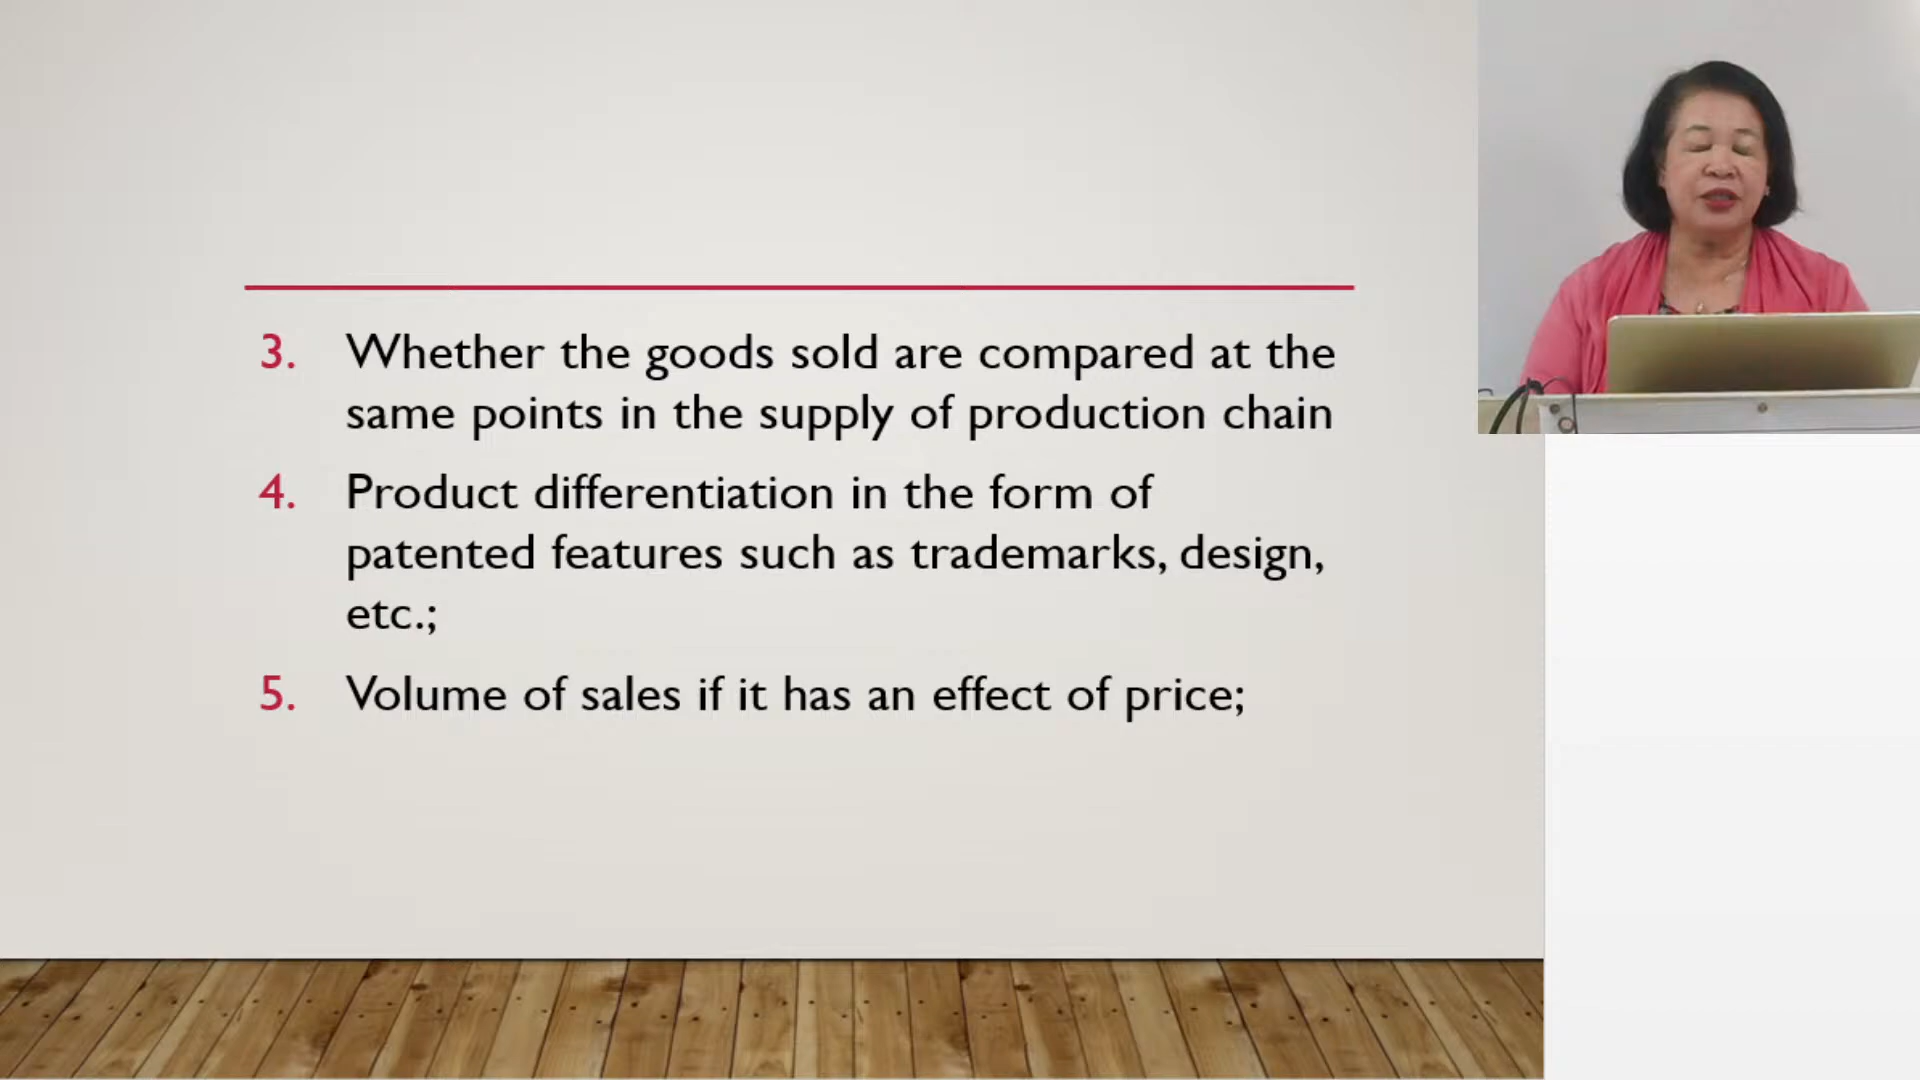 3. Whether the goods sold are compared at the
same points in the supply of production chain
4. Product differentiation in the form of
patented features such as trademarks, design,
etc.;
5. Volume of sales if it has an effect of price;